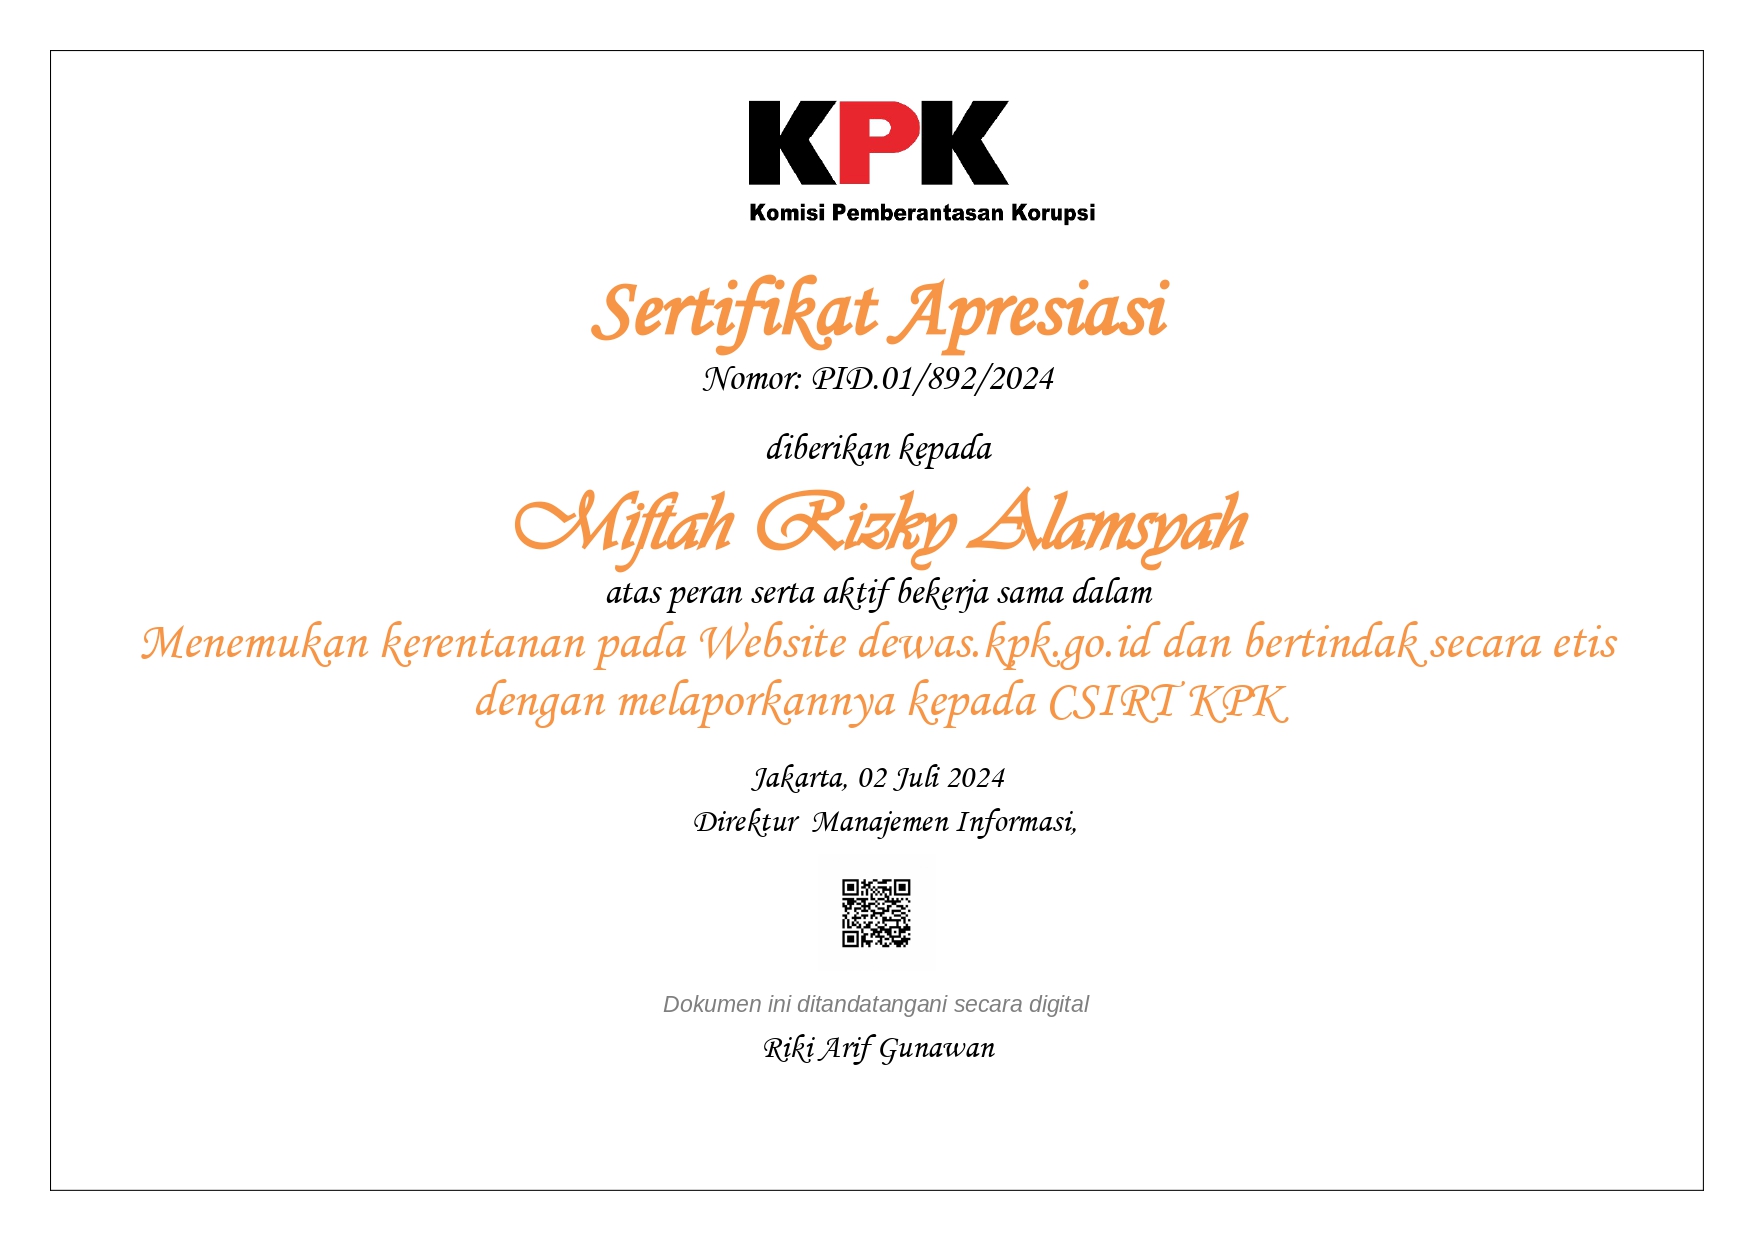 KPK
Komisi Pemberantasan Korupsi
Sertifikat Apresiasi
Nomor: PID.01/892/2024
diberikan kepada
Miftah Rizky Alamsyah
atas peran serta aktif bekerja sama dalam
Menemukan kerentanan pada Website dewas.kpk.go.id dan bertindak secara etis
dengan melaporkannya kepada CSIRT KPK
Jakarta, 02 Juli 2024
Direktur Manajemen Informasi,
Dokumen ini ditandatangani secara digital
Riki Arif Gunawan